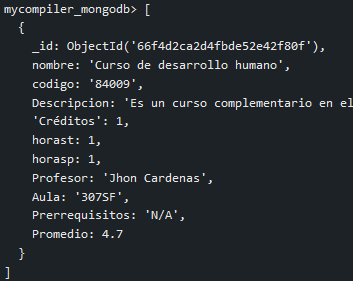 mycompiler_mongodb> [
{
_id: ObjectId('66f4d2ca2d4fbde52e42f80f'),
nombre: 'Curso de desarrollo humano',
codigo: '84009',
Descripcion: 'Es un curso complementario en el
'Créditos': 1,
horast: 1,
horasp: 1,
Profesor: 'Jhon Cardenas',
Aula: '307SF',
Prerrequisitos: 'N/A',
Promedio: 4.7
}
]